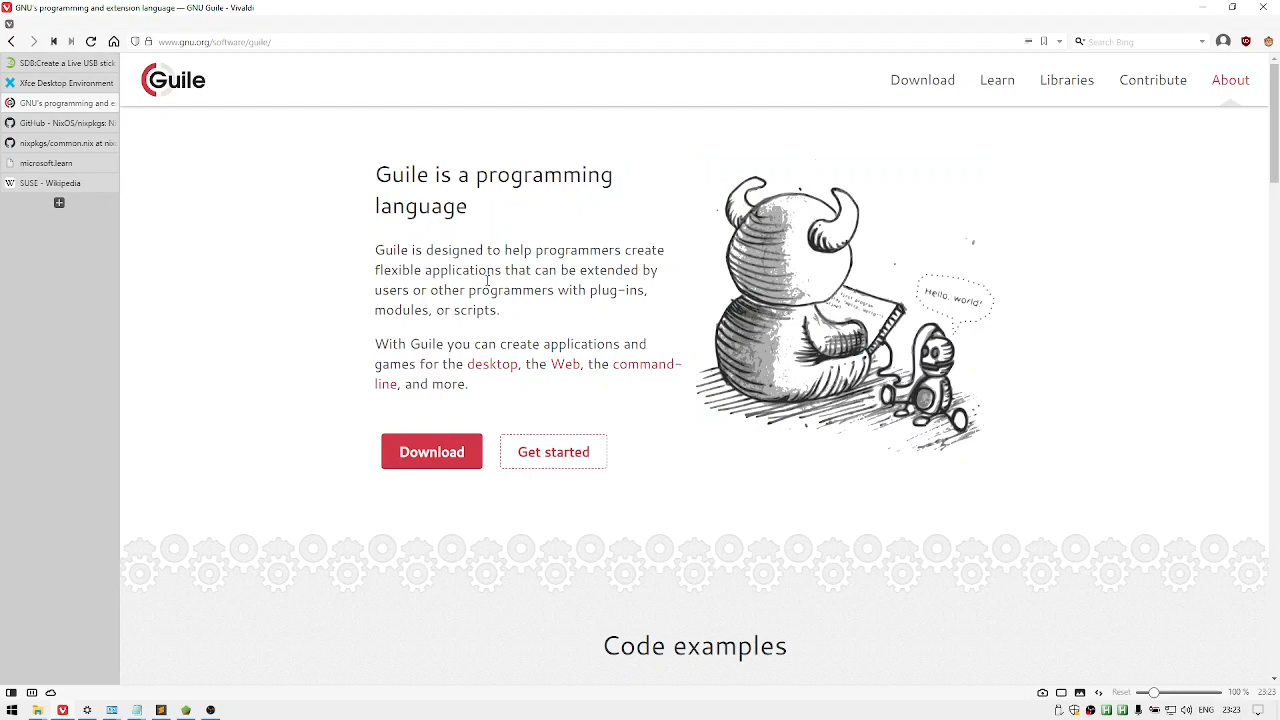 GNU's programming and extension language — GNU Guile - Vivaldi
www.gnu.org/software/guile/
Search Bing
SDB:Create a Live USB stick
Xfce Desktop Environment
GNU's programming and e
GitHub - NixOS/nixpkgs: Ni
nixpkgs/common.nix at nix
microsoft.learn
SUSE - Wikipedia
Guile
Download
Learn
Libraries
Contribute
About
Guile is a programming
language
Guile is designed to help programmers create
flexible applications that can be extended by
users or other programmers with plug-ins,
modules, or scripts.
With Guile you can create applications and
games for the desktop, the Web, the command-
line, and more.
Download
Get started
Hello, world!
Code examples
Reset
100 %
23:23
ENG
23:23